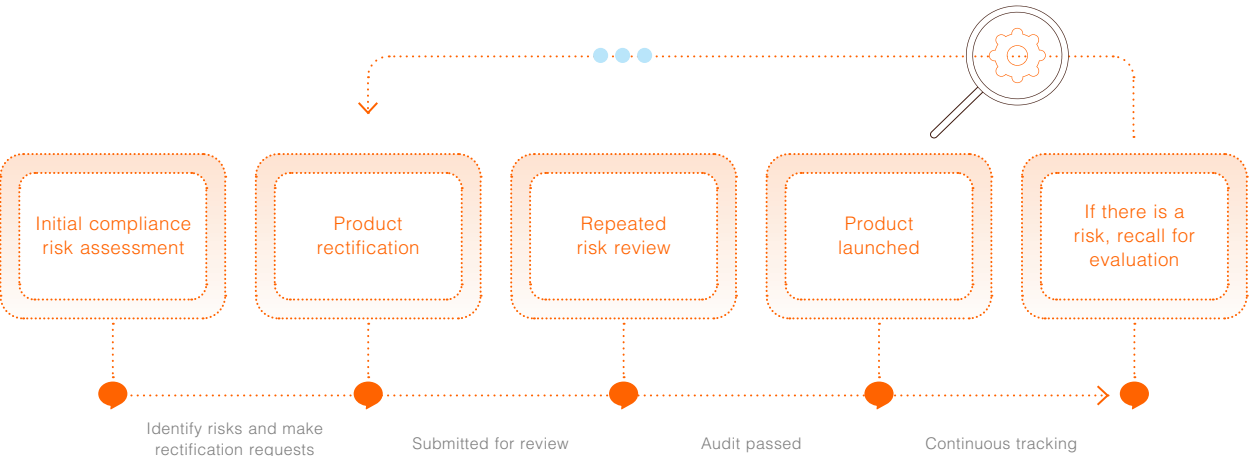 Initial compliance
risk assessment
Product
rectification
Repeated
risk review
Product
launched
If there is a
risk, recall for
evaluation
Identify risks and make
rectification requests
Submitted for review
Audit passed
Continuous tracking